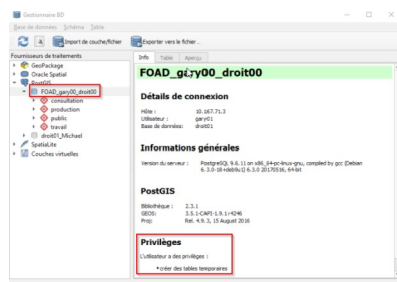 Gestionnaire BD
Base de données Schéma Table
Import de couche/fichier Exporter vers le fichier...
Fournisseurs de traitements
GeoPackage
Oracle Spatial
PostGIS
FOAD_gary00_droit00
consultation
production
public
travail
droit01_Michael
SpatiaLite
Couches virtuelles
Info Table Aperçu
FOAD_gary00_droit00
Détails de connexion
Hôte : 10.167.71.3
Utilisateur : gary01
Base de données: droit01
Informations générales
Version du serveur : PostgreSQL 9.6.11 on x86_64-pc-linux-gnu, compiled by gcc (Debian
6.3.0-18+deb9u1) 6.3.0 20170516, 64-bit
PostGIS
Bibliothèque : 2.3.1
GEOS: 3.5.1-CAPI-1.9.1 r4246
Proj: Rel. 4.9.3, 15 August 2016
Privilèges
L'utilisateur a des privilèges :
• créer des tables temporaires